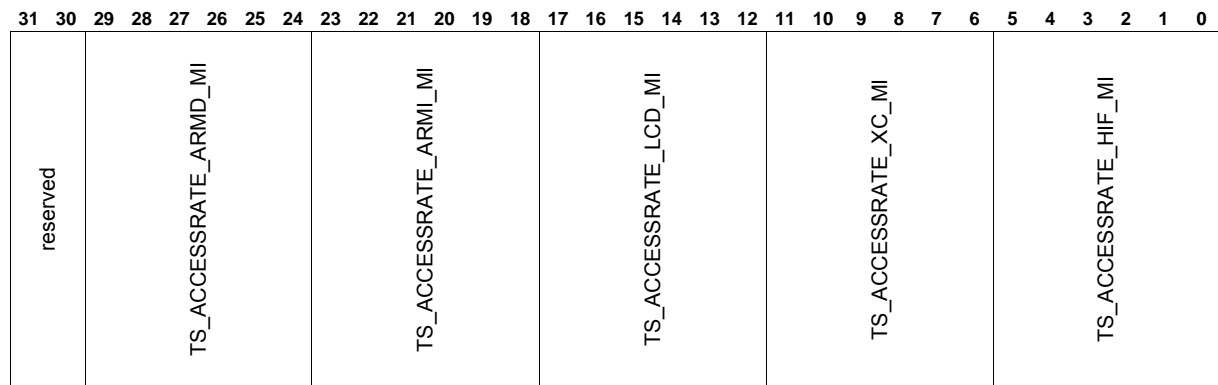 31 30 29 28 27 26 25 24 23 22 21 20 19 18 17 16 15 14 13 12 11 10 9 8 7 6 5 4 3 2 1 0
reserved
TS_ACCESSRATE_ARMD_MI
TS_ACCESSRATE_ARMI_MI
TS_ACCESSRATE_LCD_MI
TS_ACCESSRATE_XC_MI
TS_ACCESSRATE_HIF_MI